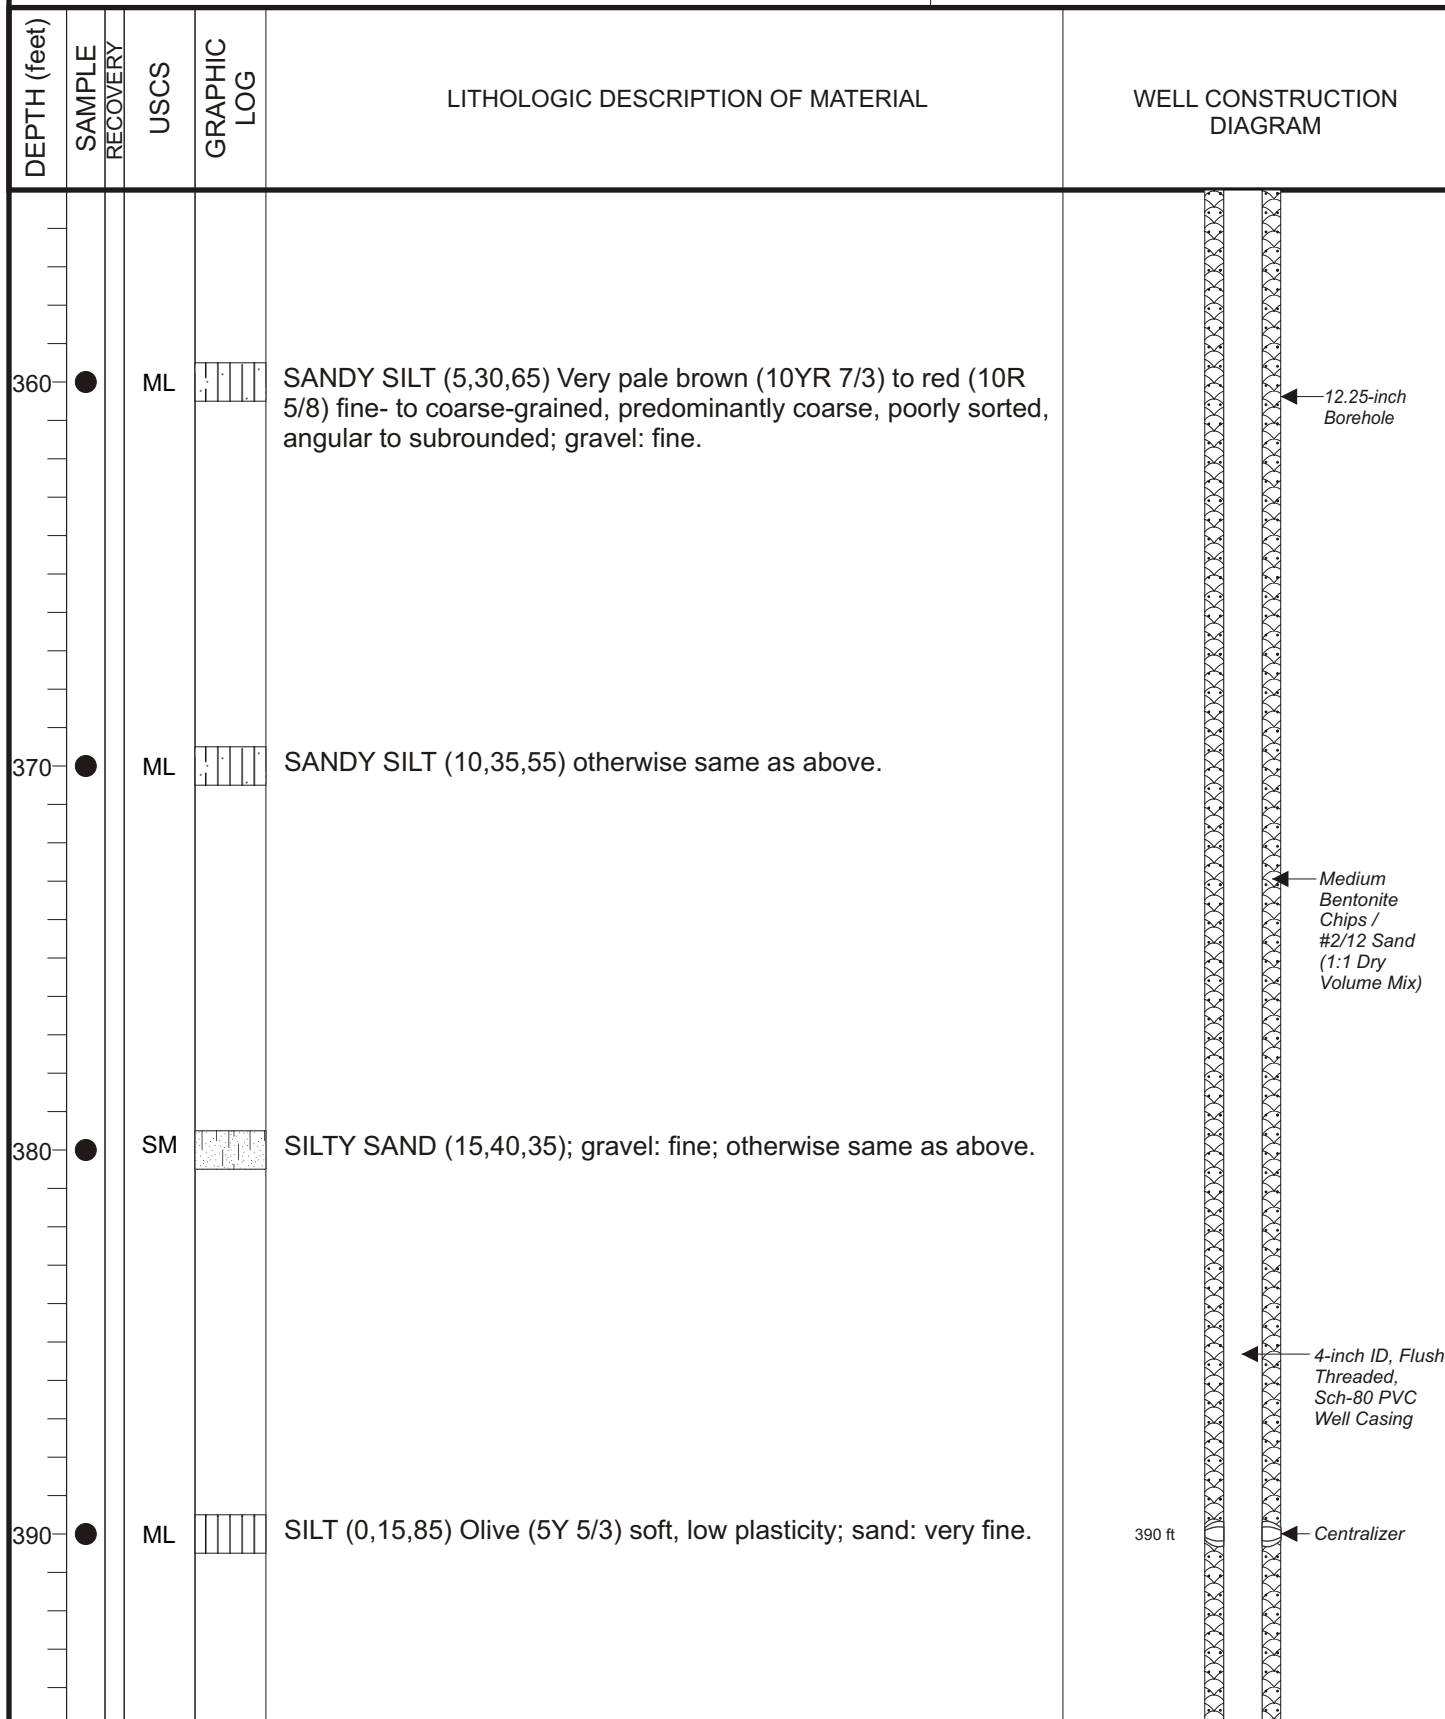 DEPTH (feet)
SAMPLE
RECOVERY
USCS
GRAPHIC
LOG
LITHOLOGIC DESCRIPTION OF MATERIAL
WELL CONSTRUCTION
DIAGRAM
360
ML
SANDY SILT (5,30,65) Very pale brown (10YR 7/3) to red (10R
5/8) fine- to coarse-grained, predominantly coarse, poorly sorted,
angular to subrounded; gravel: fine.
12.25-inch
Borehole
370
ML
SANDY SILT (10,35,55) otherwise same as above.
Medium
Bentonite
Chips /
#2/12 Sand
(1:1 Dry
Volume Mix)
380
SM
SILTY SAND (15,40,35); gravel: fine; otherwise same as above.
4-inch ID, Flush
Threaded,
Sch-80 PVC
Well Casing
390
ML
SILT (0,15,85) Olive (5Y 5/3) soft, low plasticity; sand: very fine.
390 ft
Centralizer